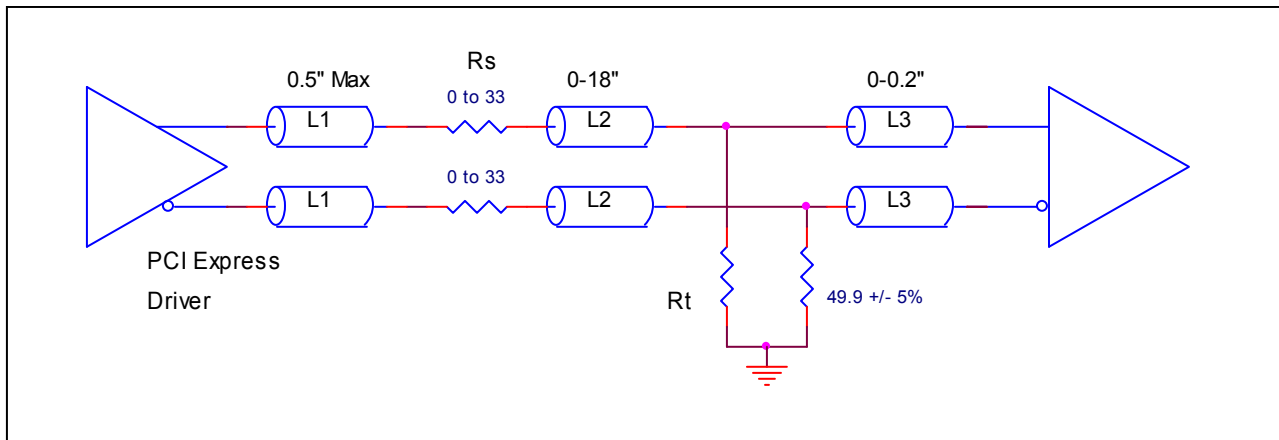 Rs
0.5" Max
0-18"
0-0.2"
0 to 33
L1
L2
L3
0 to 33
L1
L2
L3
PCI Express
Driver
Rt
49.9 +/- 5%